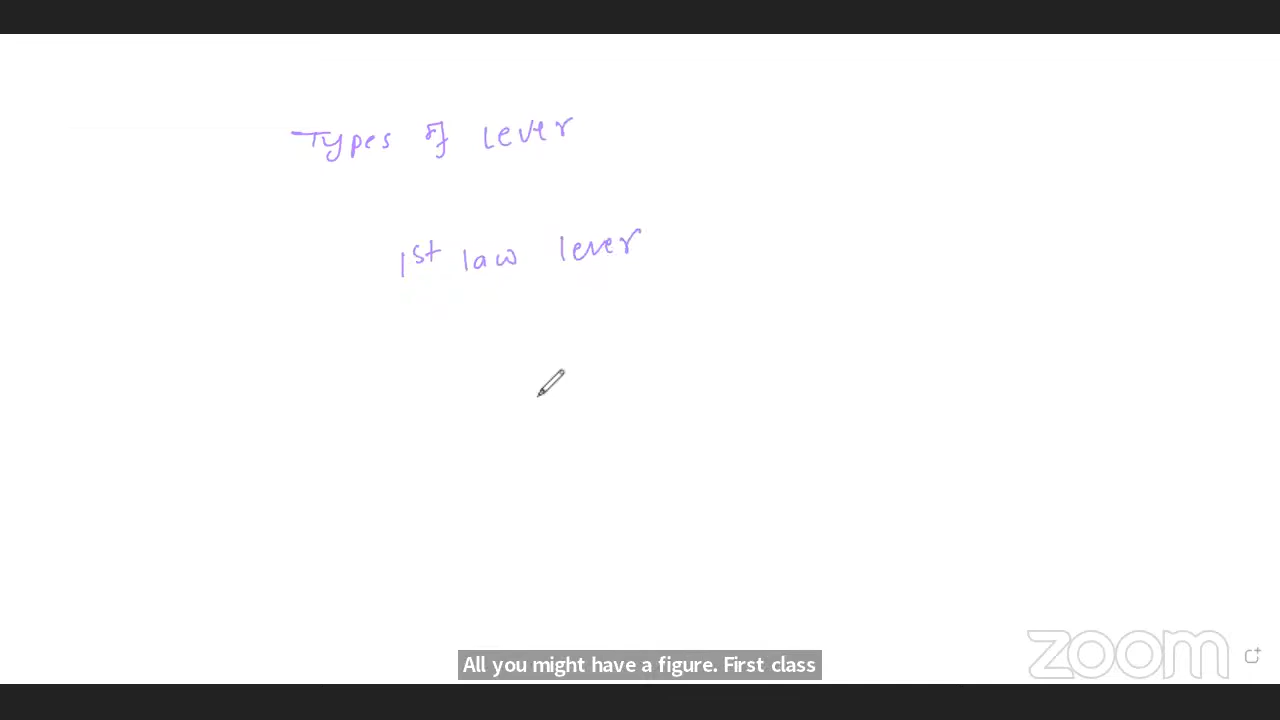 Types of lever
1st law lever
All you might have a figure. First class
zoom